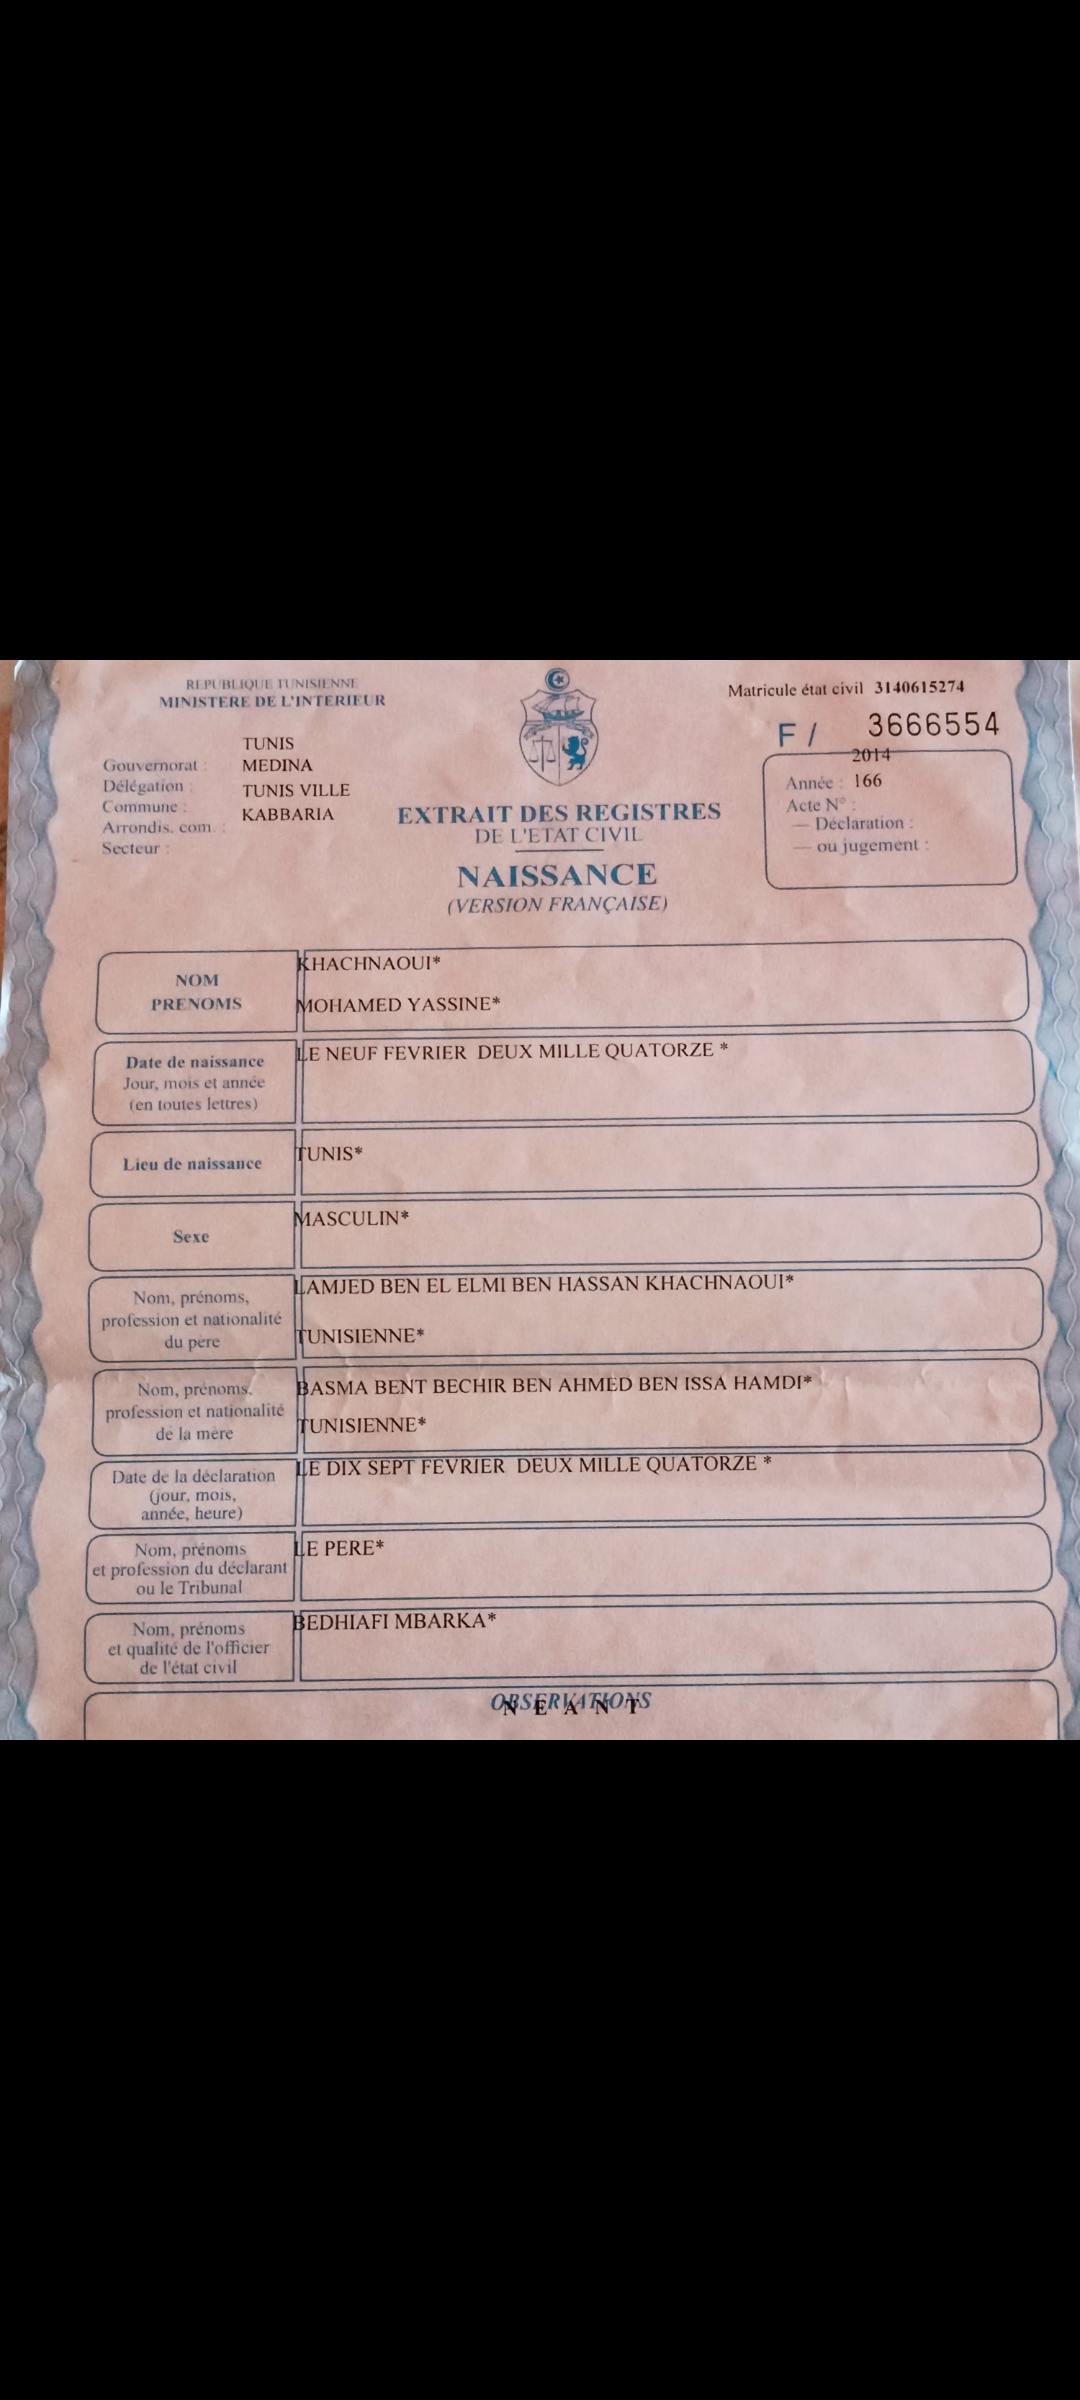 REPUBLIQUE TUNISIENNE
MINISTERE DE L'INTERIEUR
Matricule état civil 3140615274
F / 3666554
TUNIS
Gouvernorat : MEDINA
Délégation : TUNIS VILLE
Commune : KABBARIA
Arrondis. com. :
Secteur :
2014
Année : 166
Acte N° :
— Déclaration :
— ou jugement :
EXTRAIT DES REGISTRES
DE L'ETAT CIVIL
NAISSANCE
(VERSION FRANÇAISE)
NOM
PRENOMS
KHACHNAOUI*
MOHAMED YASSINE*
Date de naissance
Jour, mois et année
(en toutes lettres)
LE NEUF FEVRIER DEUX MILLE QUATORZE *
Lieu de naissance
TUNIS*
Sexe
MASCULIN*
Nom, prénoms,
profession et nationalité
du père
LAMJED BEN EL ELMI BEN HASSAN KHACHNAOUI*
TUNISIENNE*
Nom, prénoms,
profession et nationalité
de la mère
BASMA BENT BECHIR BEN AHMED BEN ISSA HAMDI*
TUNISIENNE*
Date de la déclaration
(jour, mois,
année, heure)
LE DIX SEPT FEVRIER DEUX MILLE QUATORZE *
Nom, prénoms
et profession du déclarant
ou le Tribunal
LE PERE*
Nom, prénoms
et qualité de l'officier
de l'état civil
BEDHIAFI MBARKA*
OBSERVATIONS
N E A N T